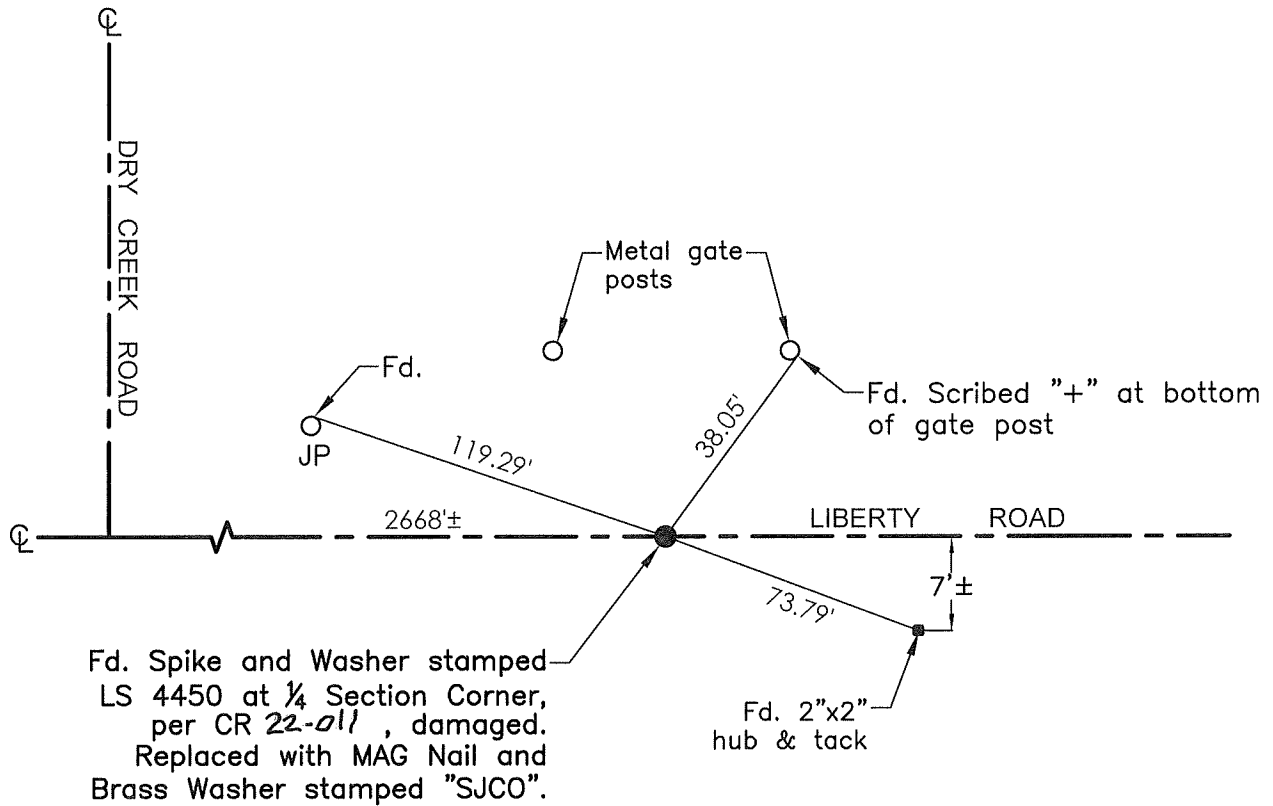 ℄
DRY CREEK ROAD
Metal gate
posts
Fd.
Fd. Scribed "+" at bottom
of gate post
JP
119.29'
38.05'
℄
2668'±
LIBERTY ROAD
7'±
73.79'
Fd. Spike and Washer stamped
LS 4450 at ¼ Section Corner,
per CR 22-011 , damaged.
Replaced with MAG Nail and
Brass Washer stamped "SJCO".
Fd. 2"x2"
hub & tack